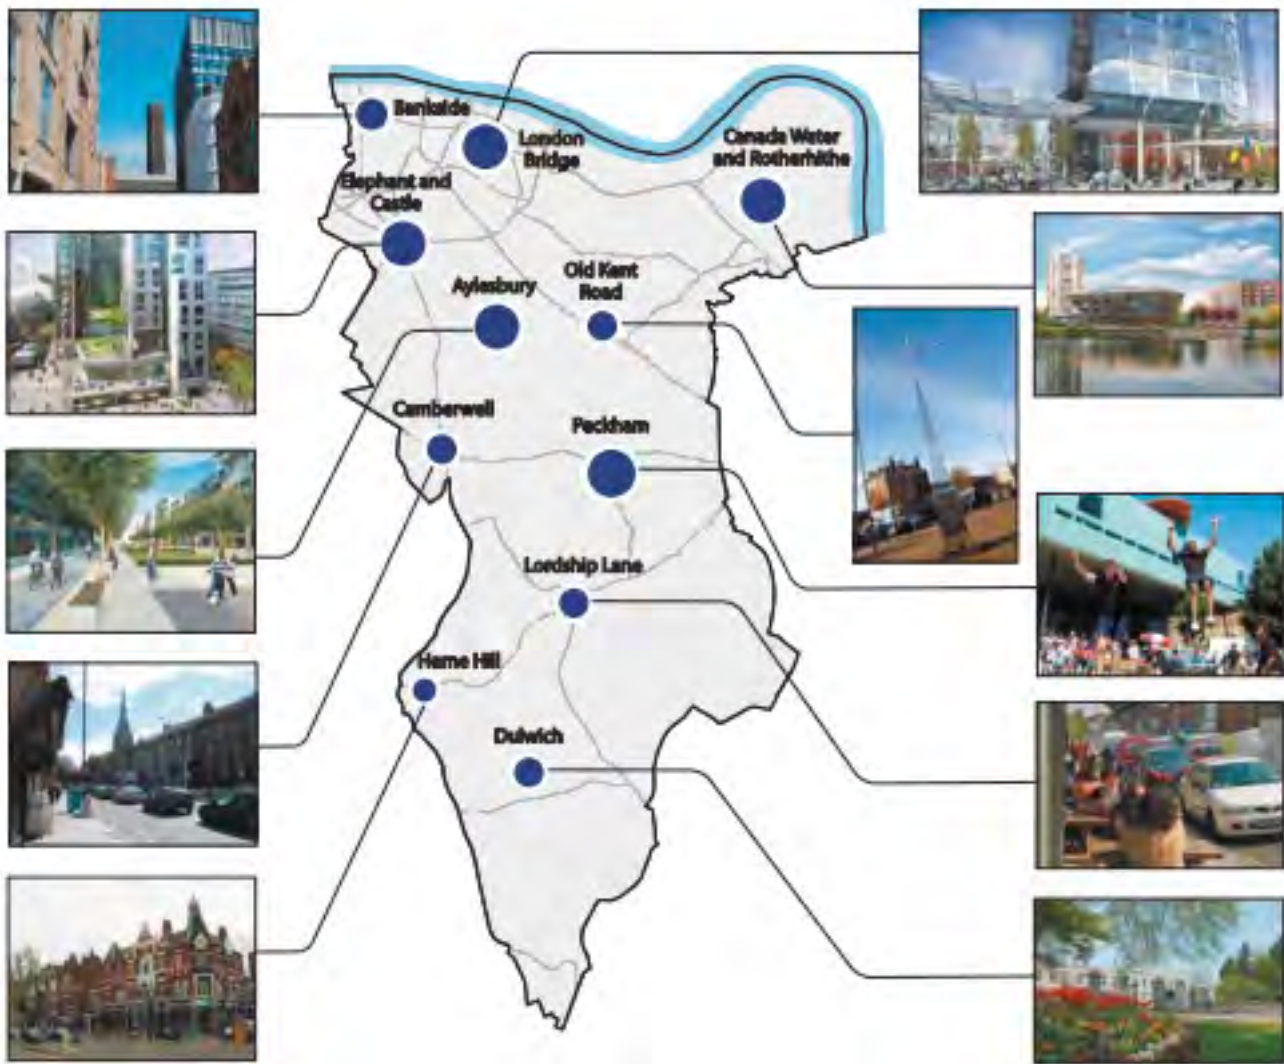 Bankside
London
Bridge
Canada Water
and Rotherhithe
Elephant and
Castle
Aylesbury
Old Kent
Road
Camberwell
Peckham
Lordship Lane
Herne Hill
Dulwich